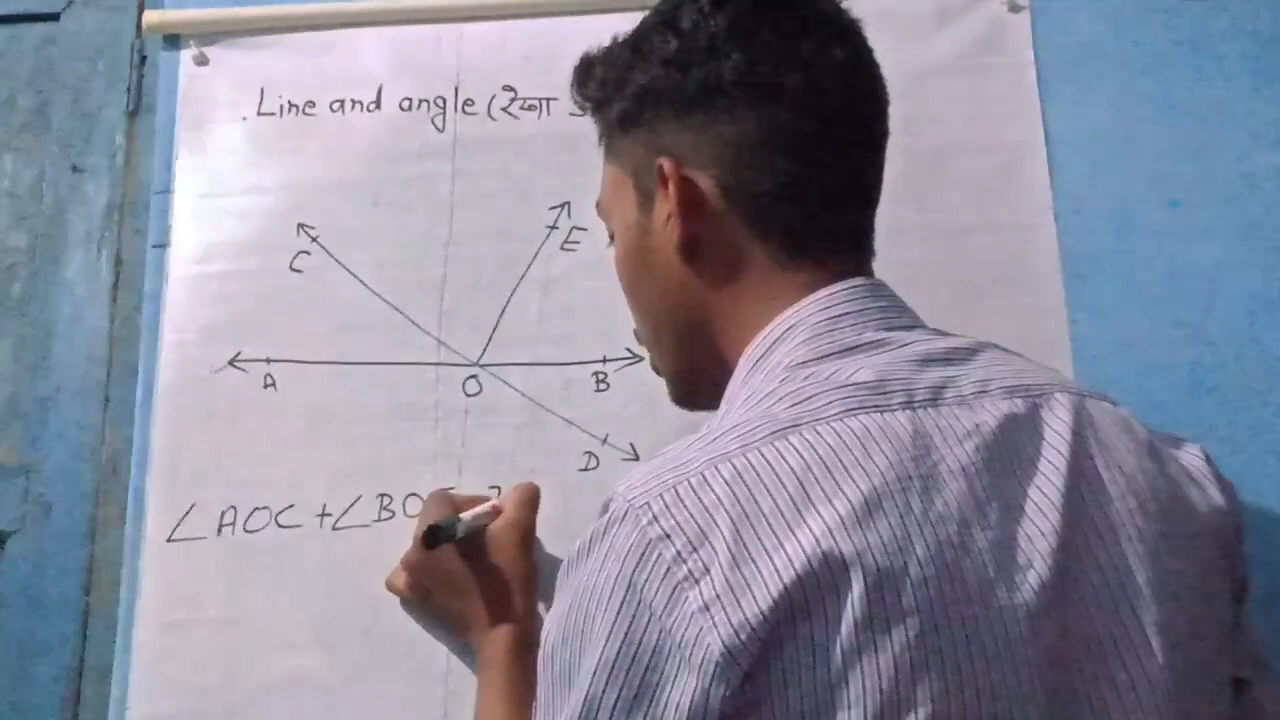 Line and angle (रेखा
C
E
A
O
B
D
∠AOC+∠BO